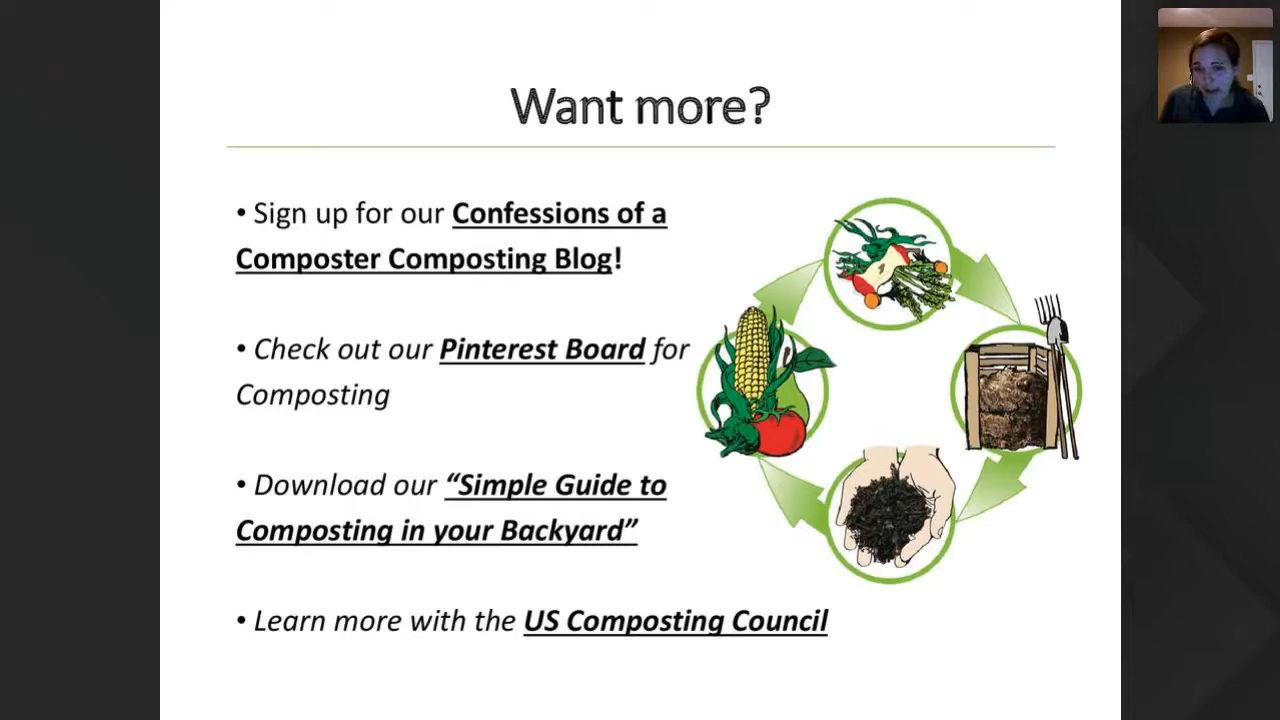 Want more?
• Sign up for our Confessions of a
Composter Composting Blog!
• Check out our Pinterest Board for
Composting
• Download our “Simple Guide to
Composting in your Backyard”
• Learn more with the US Composting Council